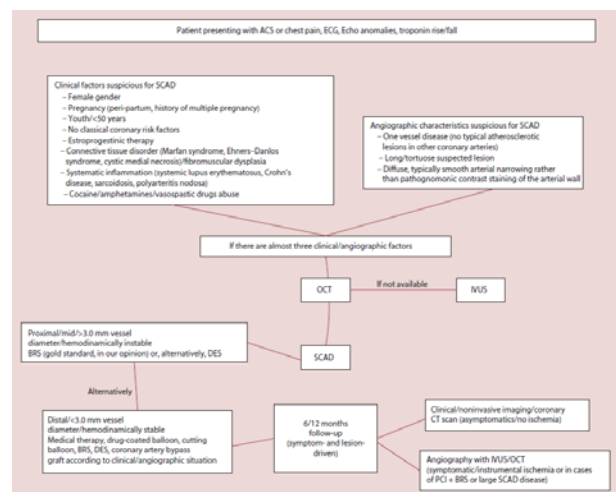 Patient presenting with ACS or chest pain, ECG, Echo anomalies, troponin rise/fall
Clinical factors suspicious for SCAD
– Female gender
– Pregnancy (peri-partum, history of multiple pregnancy)
– Youth/<50 years
– No classical coronary risk factors
– Estroprogestinic therapy
– Connective tissue disorder (Marfan syndrome, Ehners–Danlos
syndrome, cystic medial necrosis)/fibromuscular dysplasia
– Systematic inflammation (systemic lupus erythematosus, Crohn's
disease, sarcoidosis, polyarteritis nodosa)
– Cocaine/amphetamines/vasospastic drugs abuse
Angiographic characteristics suspicious for SCAD
– One vessel disease (no typical atherosclerotic
lesions in other coronary arteries)
– Long/tortuose suspected lesion
– Diffuse, typically smooth arterial narrowing rather
than pathognomonic contrast staining of the arterial wall
If there are almost three clinical/angiographic factors
OCT
If not available
IVUS
Proximal/mid/>3.0 mm vessel
diameter/hemodinamically instable
BRS (gold standard, in our opinion) or, alternatively, DES
SCAD
Alternatively
Distal/<3.0 mm vessel
diameter/hemodinamically stable
Medical therapy, drug-coated balloon, cutting
balloon, BRS, DES, coronary artery bypass
graft according to clinical/angiographic situation
6/12 months
follow-up
(symptom- and lesion-
driven)
Clinical/noninvasive imaging/coronary
CT scan (asymptomatics/no ischemia)
Angiography with IVUS/OCT
(symptomatic/instrumental ischemia or in cases
of PCI + BRS or large SCAD disease)